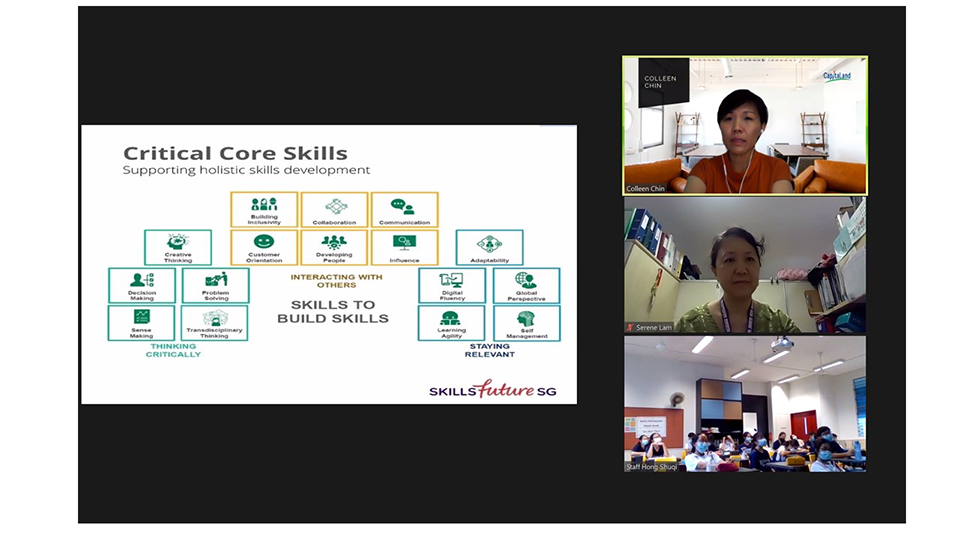 Critical Core Skills
Supporting holistic skills development
Building
Inclusivity
Collaboration
Communication
Creative
Thinking
Customer
Orientation
Developing
People
Influence
Adaptability
Decision
Making
Problem
Solving
INTERACTING WITH
OTHERS
Digital
Fluency
Global
Perspective
SKILLS TO
BUILD SKILLS
Sense
Making
Transdisciplinary
Thinking
Learning
Agility
Self
Management
THINKING
CRITICALLY
STAYING
RELEVANT
SKILLS future SG
COLLEEN
CHIN
CapitaLand
Colleen Chin
Serene Lam
Staff Hong Shuqi